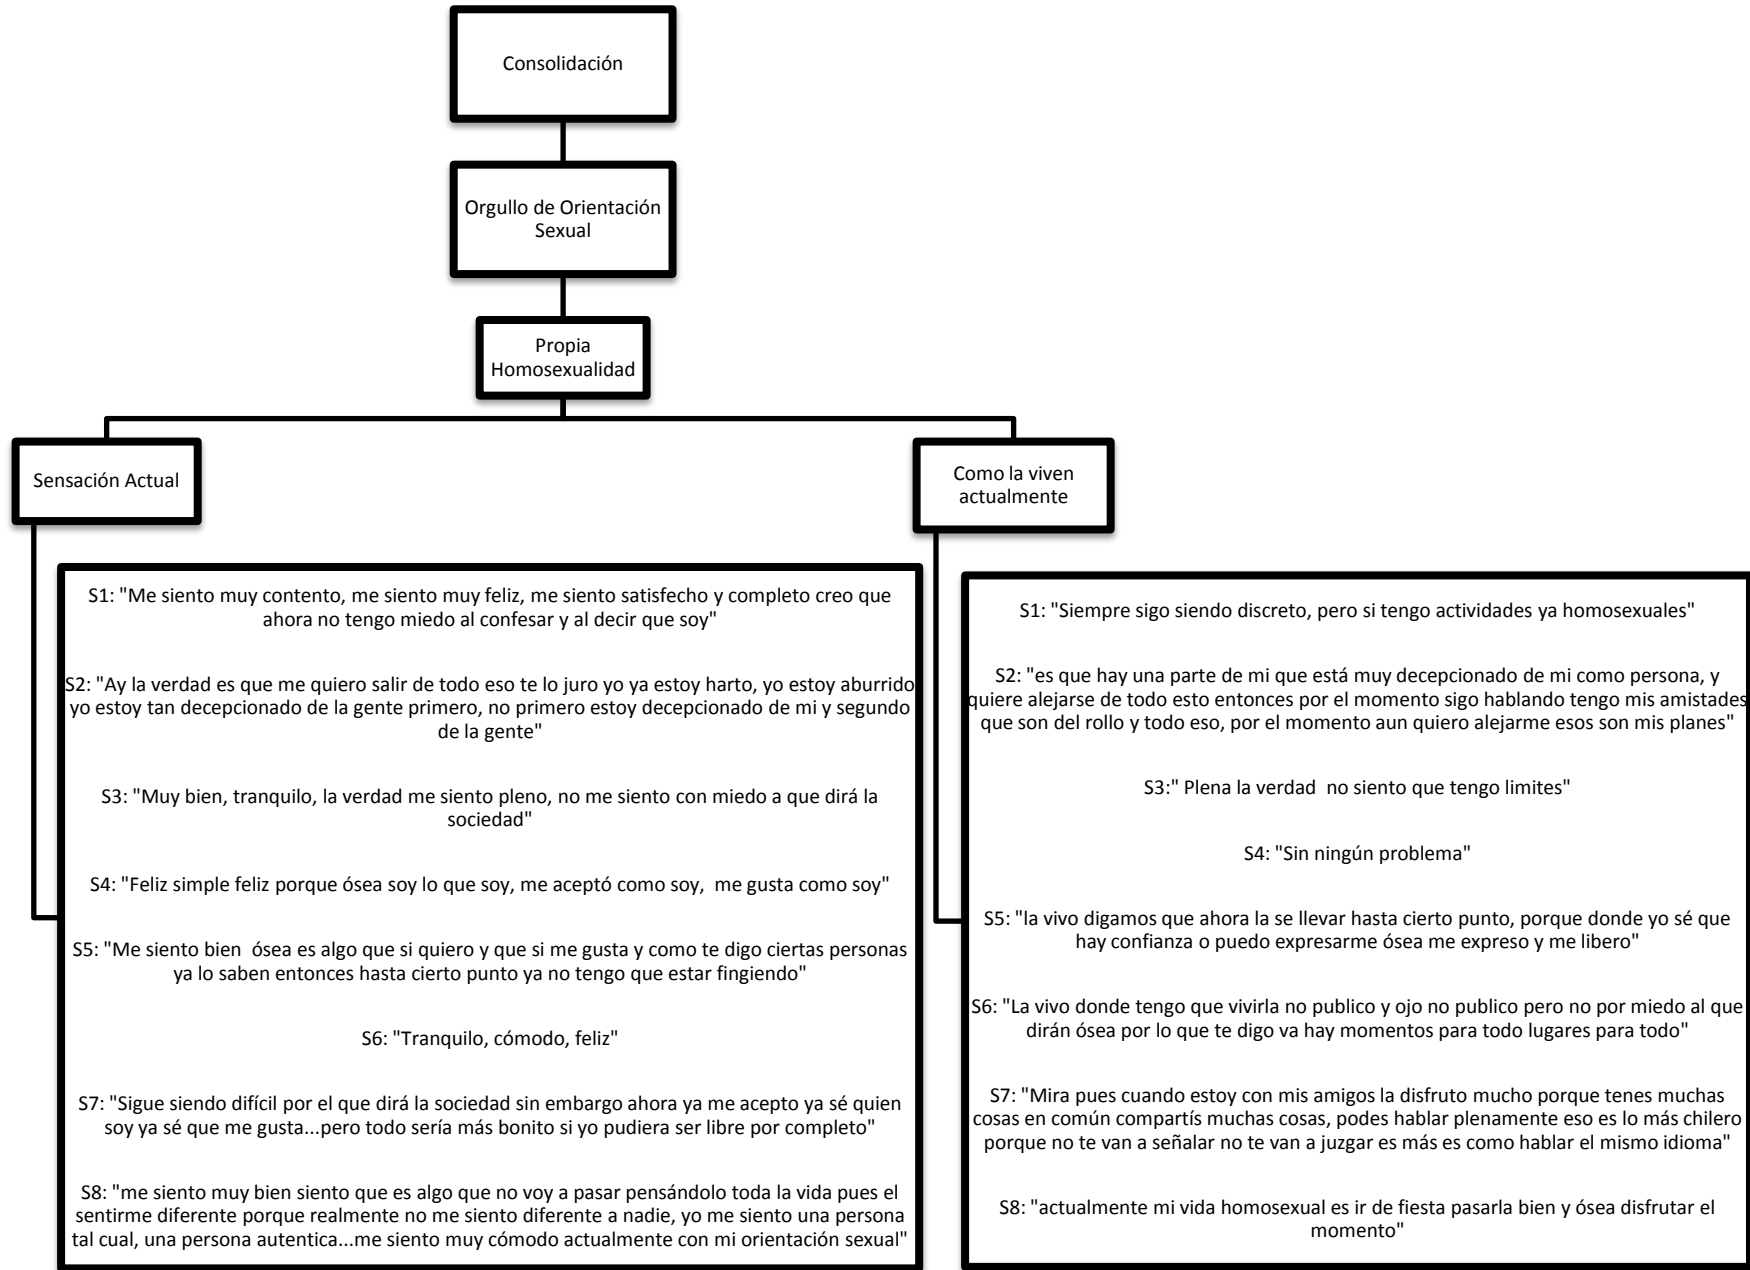 Consolidación
Orgullo de Orientación
Sexual
Propia
Homosexualidad
Sensación Actual
Como la viven
actualmente
S1: "Me siento muy contento, me siento muy feliz, me siento satisfecho y completo creo que
ahora no tengo miedo al confesar y al decir que soy"
S2: "Ay la verdad es que me quiero salir de todo eso te lo juro yo ya estoy harto, yo estoy aburrido
yo estoy tan decepcionado de la gente primero, no primero estoy decepcionado de mi y segundo
de la gente"
S3: "Muy bien, tranquilo, la verdad me siento pleno, no me siento con miedo a que dirá la
sociedad"
S4: "Feliz simple feliz porque ósea soy lo que soy, me aceptó como soy,  me gusta como soy"
S5: "Me siento bien  ósea es algo que si quiero y que si me gusta y como te digo ciertas personas
ya lo saben entonces hasta cierto punto ya no tengo que estar fingiendo"
S6: "Tranquilo, cómodo, feliz"
S7: "Sigue siendo difícil por el que dirá la sociedad sin embargo ahora ya me acepto ya sé quien
soy ya sé que me gusta...pero todo sería más bonito si yo pudiera ser libre por completo"
S8: "me siento muy bien siento que es algo que no voy a pasar pensándolo toda la vida pues el
sentirme diferente porque realmente no me siento diferente a nadie, yo me siento una persona
tal cual, una persona autentica...me siento muy cómodo actualmente con mi orientación sexual"
S1: "Siempre sigo siendo discreto, pero si tengo actividades ya homosexuales"
S2: "es que hay una parte de mi que está muy decepcionado de mi como persona, y
quiere alejarse de todo esto entonces por el momento sigo hablando tengo mis amistades
que son del rollo y todo eso, por el momento aun quiero alejarme esos son mis planes"
S3:" Plena la verdad  no siento que tengo limites"
S4: "Sin ningún problema"
S5: "la vivo digamos que ahora la se llevar hasta cierto punto, porque donde yo sé que
hay confianza o puedo expresarme ósea me expreso y me libero"
S6: "La vivo donde tengo que vivirla no publico y ojo no publico pero no por miedo al que
dirán ósea por lo que te digo va hay momentos para todo lugares para todo"
S7: "Mira pues cuando estoy con mis amigos la disfruto mucho porque tenes muchas
cosas en común compartís muchas cosas, podes hablar plenamente eso es lo más chilero
porque no te van a señalar no te van a juzgar es más es como hablar el mismo idioma"
S8: "actualmente mi vida homosexual es ir de fiesta pasarla bien y ósea disfrutar el
momento"